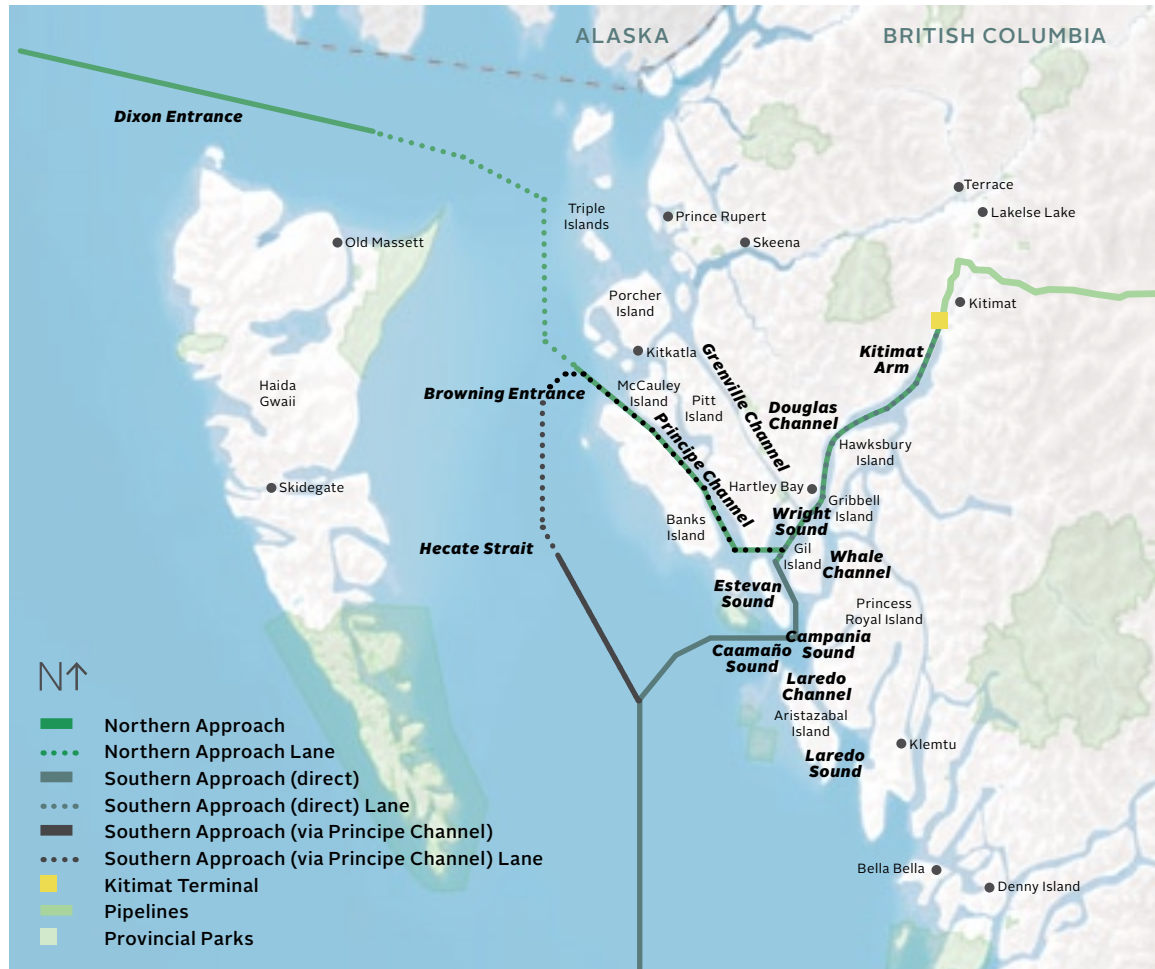 ALASKA
BRITISH COLUMBIA
Dixon Entrance
Terrace
Lakelse Lake
Triple
Islands
Prince Rupert
Skeena
Old Massett
Porcher
Island
Kitimat
Kitkatla
Kitimat
Arm
Grenville Channel
Haida
Gwaii
Browning Entrance
McCauley
Island
Pitt
Island
Douglas
Channel
Principe Channel
Hawksbury
Island
Skidegate
Hartley Bay
Gribbell
Island
Banks
Island
Wright
Sound
Hecate Strait
Gil
Island
Whale
Channel
Estevan
Sound
Princess
Royal Island
Campania
Sound
Caamaño
Sound
Laredo
Channel
Aristazabal
Island
Klemtu
Laredo
Sound
Bella Bella
Denny Island
N↑
Northern Approach
Northern Approach Lane
Southern Approach (direct)
Southern Approach (direct) Lane
Southern Approach (via Principe Channel)
Southern Approach (via Principe Channel) Lane
Kitimat Terminal
Pipelines
Provincial Parks